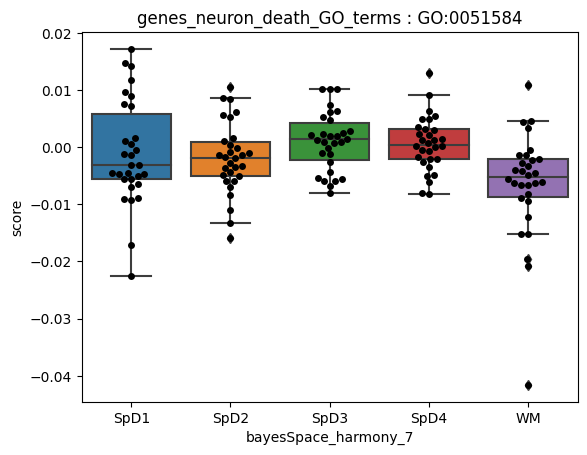 genes_neuron_death_GO_terms : GO:0051584
score
0.02
0.01
0.00
−0.01
−0.02
−0.03
−0.04
SpD1 SpD2 SpD3 SpD4 WM
bayesSpace_harmony_7